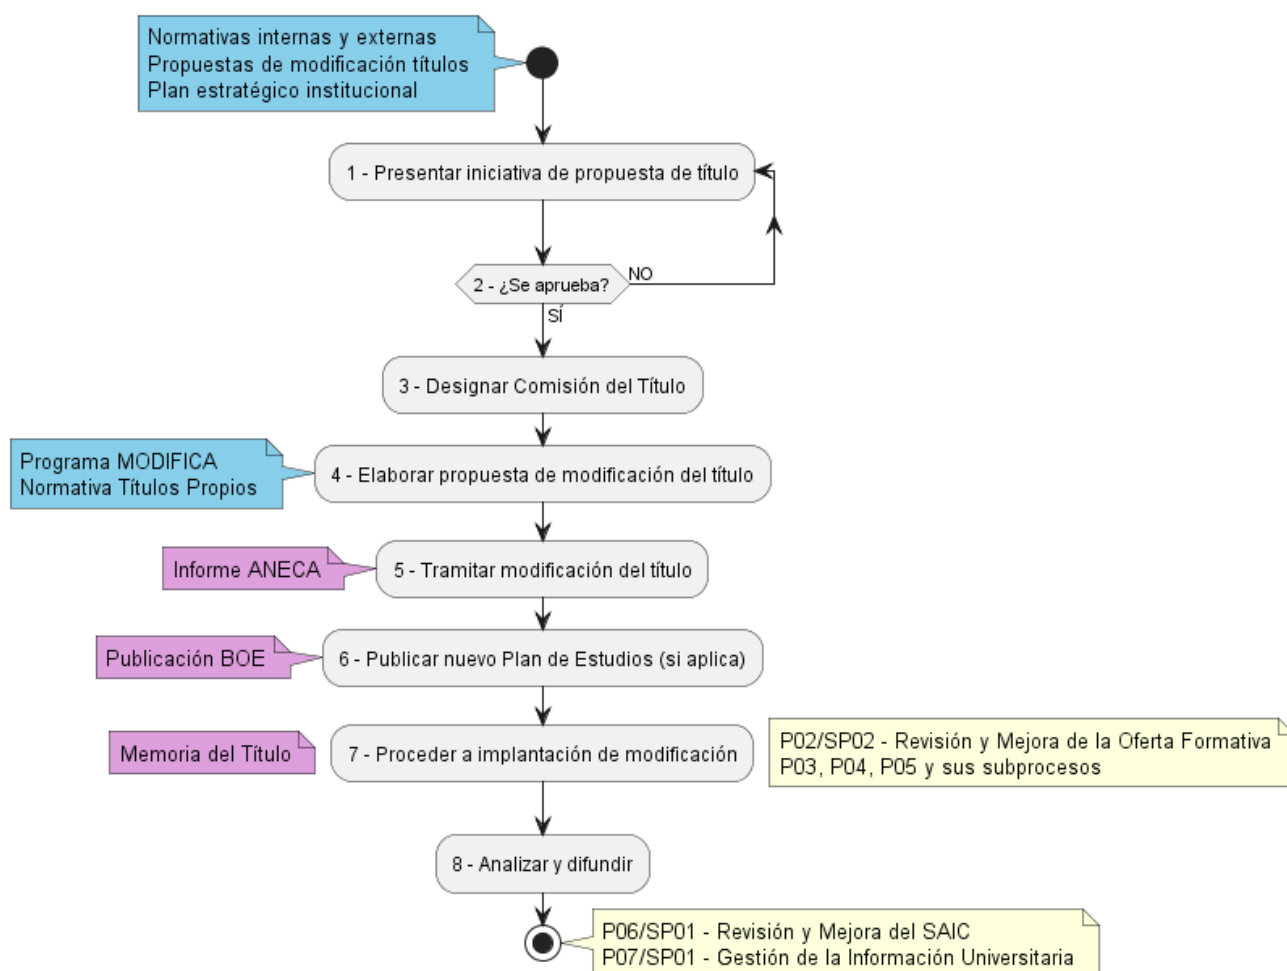 Normativas internas y externas
Propuestas de modificación títulos
Plan estratégico institucional
1 - Presentar iniciativa de propuesta de título
2 - ¿Se aprueba?
NO
SÍ
3 - Designar Comisión del Título
Programa MODIFICA
Normativa Títulos Propios
4 - Elaborar propuesta de modificación del título
Informe ANECA
5 - Tramitar modificación del título
Publicación BOE
6 - Publicar nuevo Plan de Estudios (si aplica)
Memoria del Título
7 - Proceder a implantación de modificación
P02/SP02 - Revisión y Mejora de la Oferta Formativa
P03, P04, P05 y sus subprocesos
8 - Analizar y difundir
P06/SP01 - Revisión y Mejora del SAIC
P07/SP01 - Gestión de la Información Universitaria